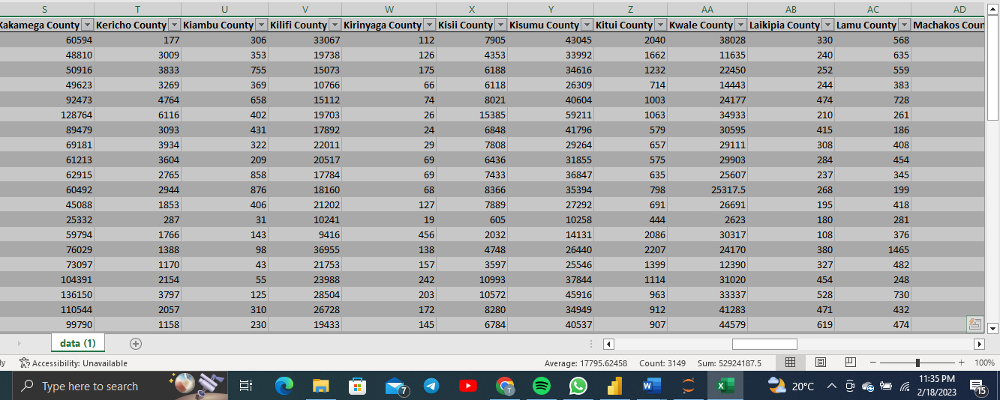 S T U V W X Y Z AA AB AC AD
Kakamega County Kericho County Kiambu County Kilifi County Kirinyaga County Kisii County Kisumu County Kitui County Kwale County Laikipia County Lamu County Machakos Coun
60594 177 306 33067 112 7905 43045 2040 38028 330 568
48810 3009 353 19738 126 4353 33992 1662 11635 240 635
50916 3833 755 15073 175 6188 34616 1232 22450 252 559
49623 3269 369 10766 66 6118 26309 714 14443 244 383
92473 4764 658 15112 74 8021 40604 1003 24177 474 728
128764 6116 402 19703 26 15385 59211 1063 34933 210 261
89479 3093 431 17892 24 6848 41796 579 30595 415 186
69181 3934 322 22011 29 7808 29264 657 29111 308 408
61213 3604 209 20517 69 6436 31855 575 29903 284 454
62915 2765 858 17784 69 7433 36847 635 25607 237 345
60492 2944 876 18160 68 8366 35394 798 25317.5 268 199
45088 1853 406 21202 127 7889 27292 691 26691 195 418
25332 287 31 10241 19 605 10258 444 2623 180 281
59794 1766 143 9416 456 2032 14131 2086 30317 108 376
76029 1388 98 36955 138 4748 26440 2207 24170 380 1465
73097 1170 43 21753 157 3597 25546 1399 12390 327 482
104391 2154 55 23988 242 10993 37844 1114 31020 454 248
136150 3797 125 28504 203 10572 45916 963 33337 528 730
110544 2057 310 26728 172 8280 34949 912 41283 471 432
99790 1158 230 19433 145 6784 40537 907 44579 619 474
data (1)
ly Accessibility: Unavailable Average: 17795.62458 Count: 3149 Sum: 52924187.5 100%
Type here to search 7 T W X 20°C 11:35 PM 15
2/18/2023